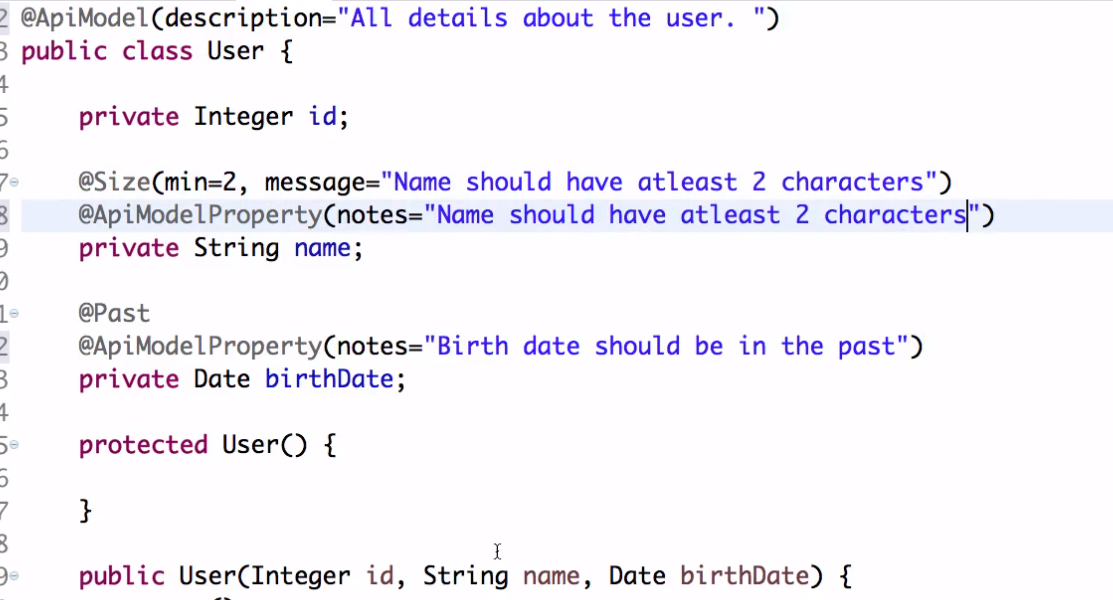 2 @ApiModel(description="All details about the user. ")
3 public class User {
4
5 private Integer id;
6
7 @Size(min=2, message="Name should have atleast 2 characters")
8 @ApiModelProperty(notes="Name should have atleast 2 characters")
9 private String name;
0
1 @Past
2 @ApiModelProperty(notes="Birth date should be in the past")
3 private Date birthDate;
4
5 protected User() {
6
7 }
8
9 public User(Integer id, String name, Date birthDate) {